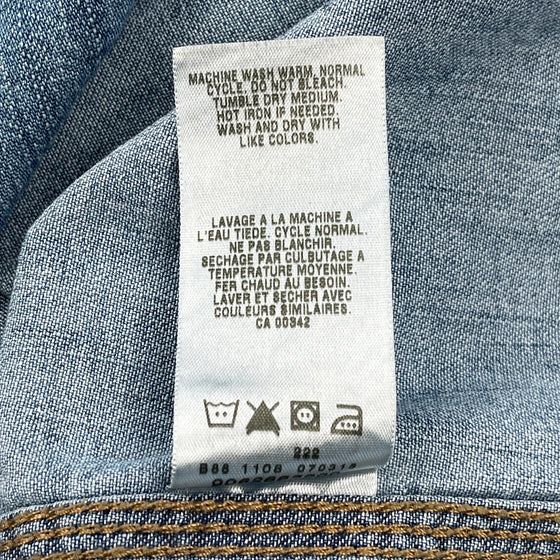 MACHINE WASH WARM, NORMAL
CYCLE. DO NOT BLEACH.
TUMBLE DRY MEDIUM.
HOT IRON IF NEEDED.
WASH AND DRY WITH
LIKE COLORS.
LAVAGE A LA MACHINE A
L'EAU TIEDE. CYCLE NORMAL.
NE PAS BLANCHIR.
SECHAGE PAR CULBUTAGE A
TEMPERATURE MOYENNE.
FER CHAUD AU BESOIN.
LAVER ET SECHER AVEC
COULEURS SIMILAIRES.
CA 00342
222
1108